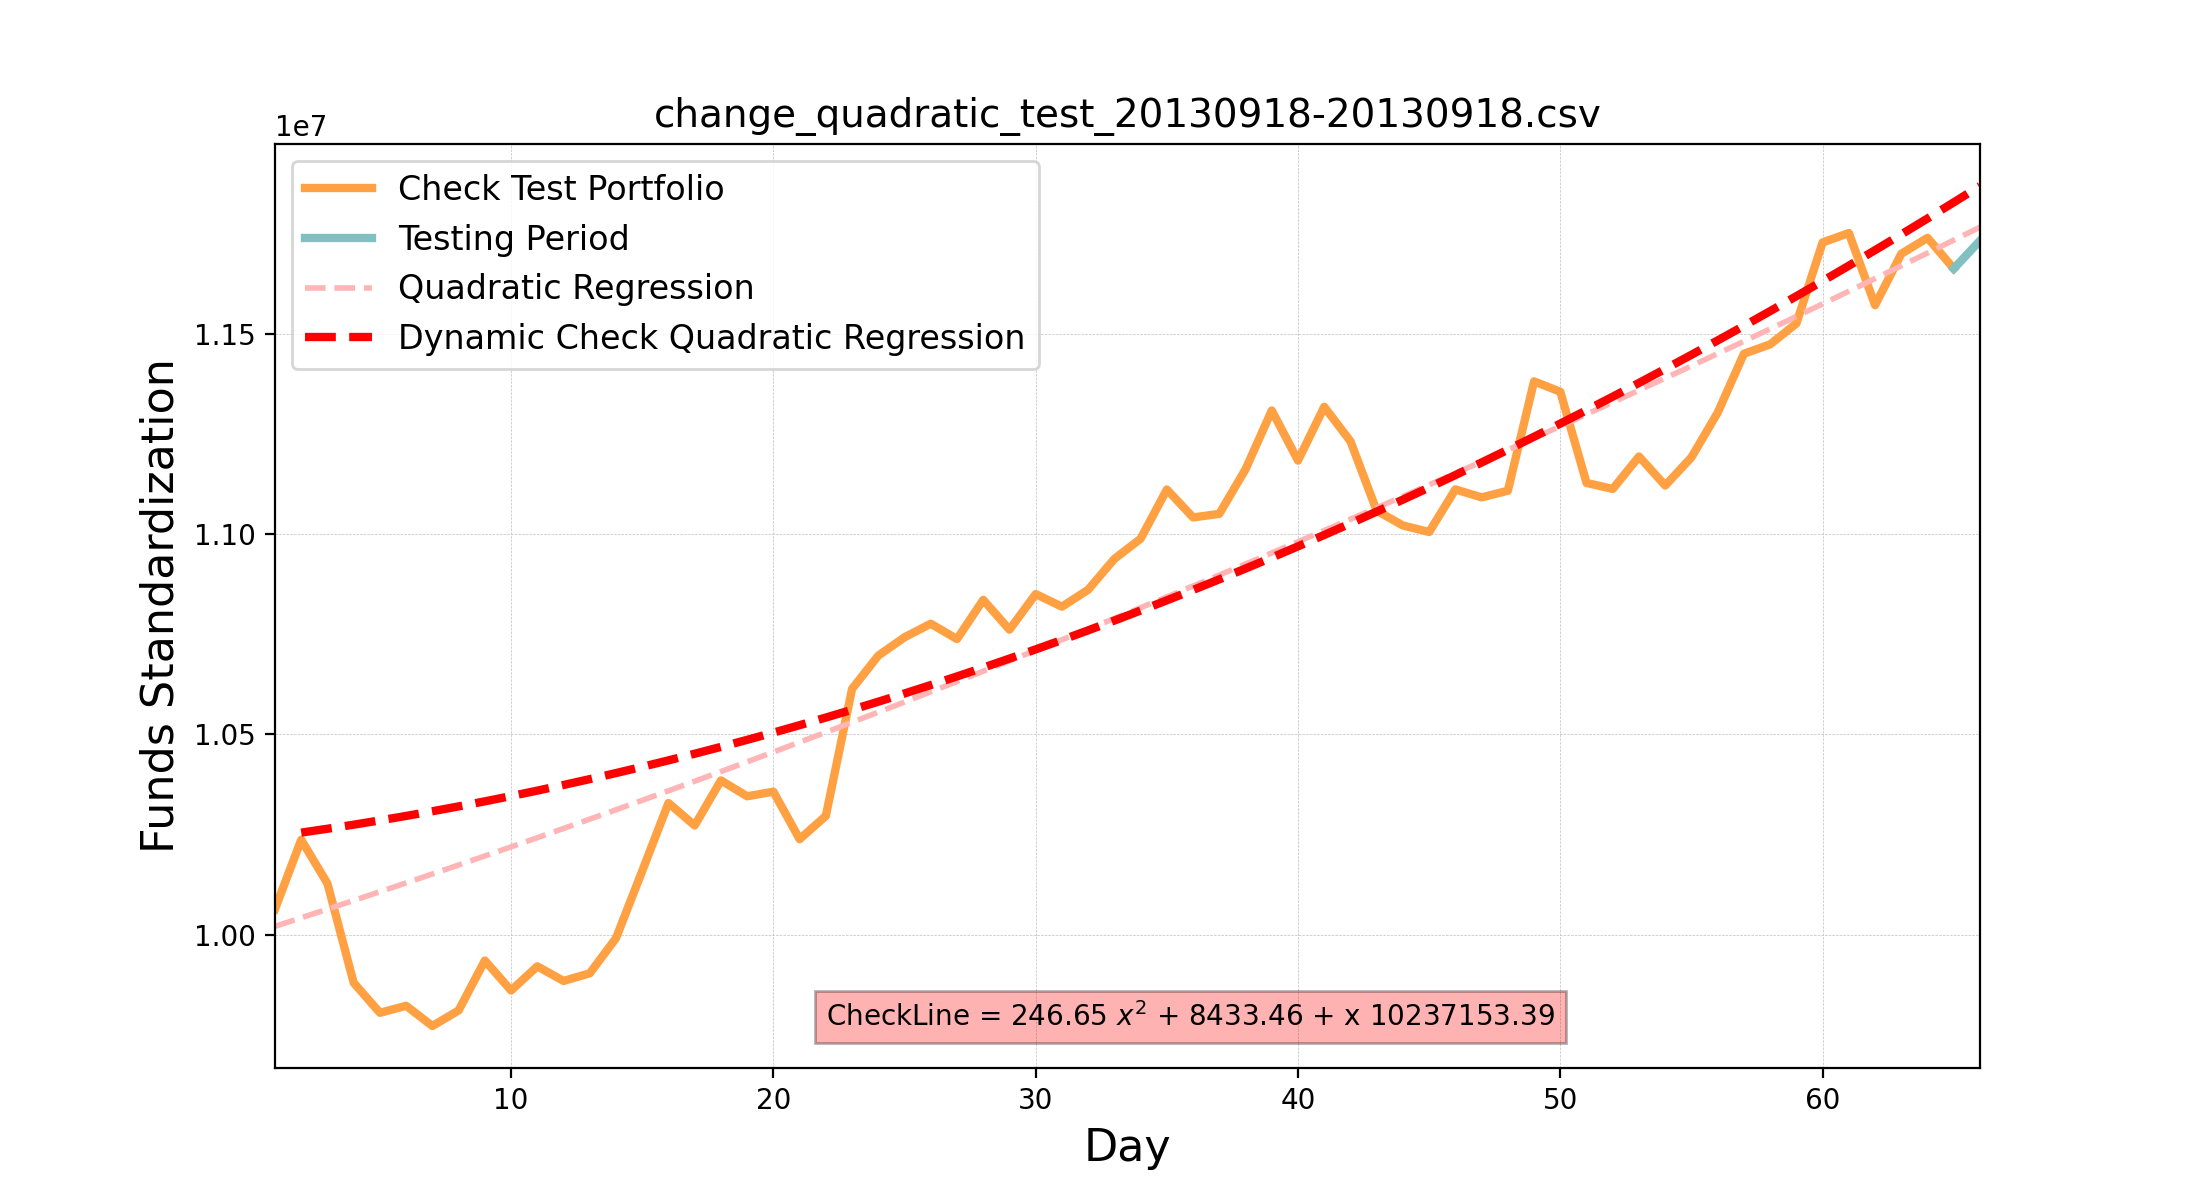 change_quadratic_test_20130918-20130918.csv
1e7
Check Test Portfolio
Testing Period
Quadratic Regression
Dynamic Check Quadratic Regression
1.15
1.10
1.05
1.00
Funds Standardization
CheckLine = 246.65 x² + 8433.46 + x 10237153.39
10 20 30 40 50 60
Day